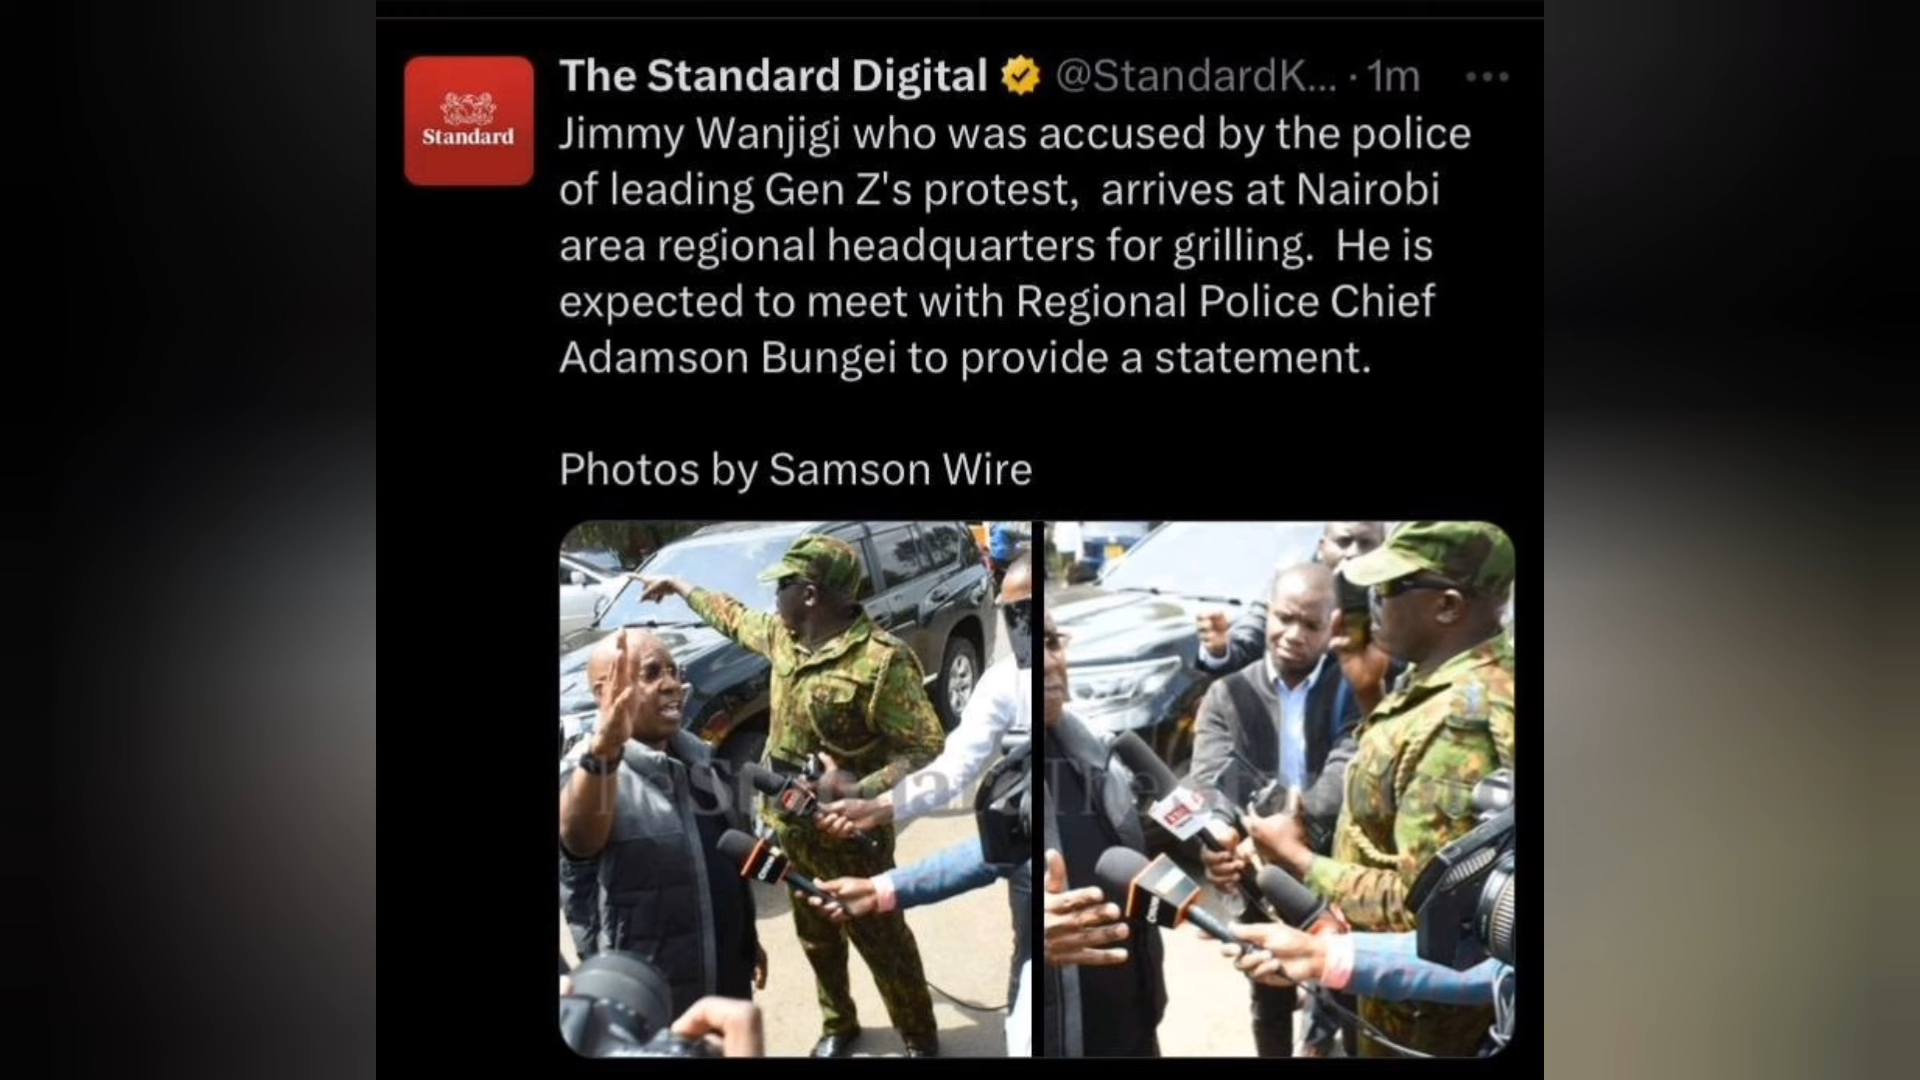 The Standard Digital @StandardK... · 1m
Standard
Jimmy Wanjigi who was accused by the police
of leading Gen Z's protest, arrives at Nairobi
area regional headquarters for grilling. He is
expected to meet with Regional Police Chief
Adamson Bungei to provide a statement.
Photos by Samson Wire